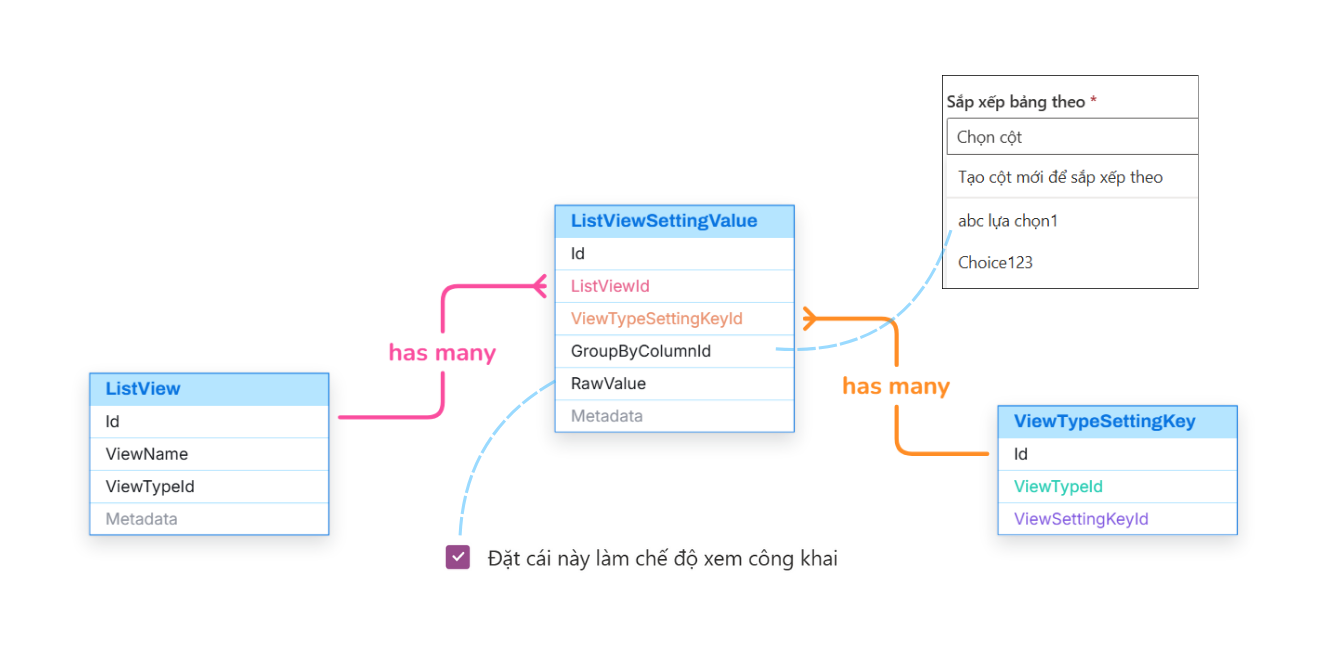 Sắp xếp bảng theo *
Chọn cột
Tạo cột mới để sắp xếp theo
abc lựa chọn1
Choice123
ListViewSettingValue
Id
ListViewId
ViewTypeSettingKeyId
GroupByColumnId
RawValue
Metadata
has many
has many
ListView
Id
ViewName
ViewTypeId
Metadata
ViewTypeSettingKey
Id
ViewTypeId
ViewSettingKeyId
Đặt cái này làm chế độ xem công khai